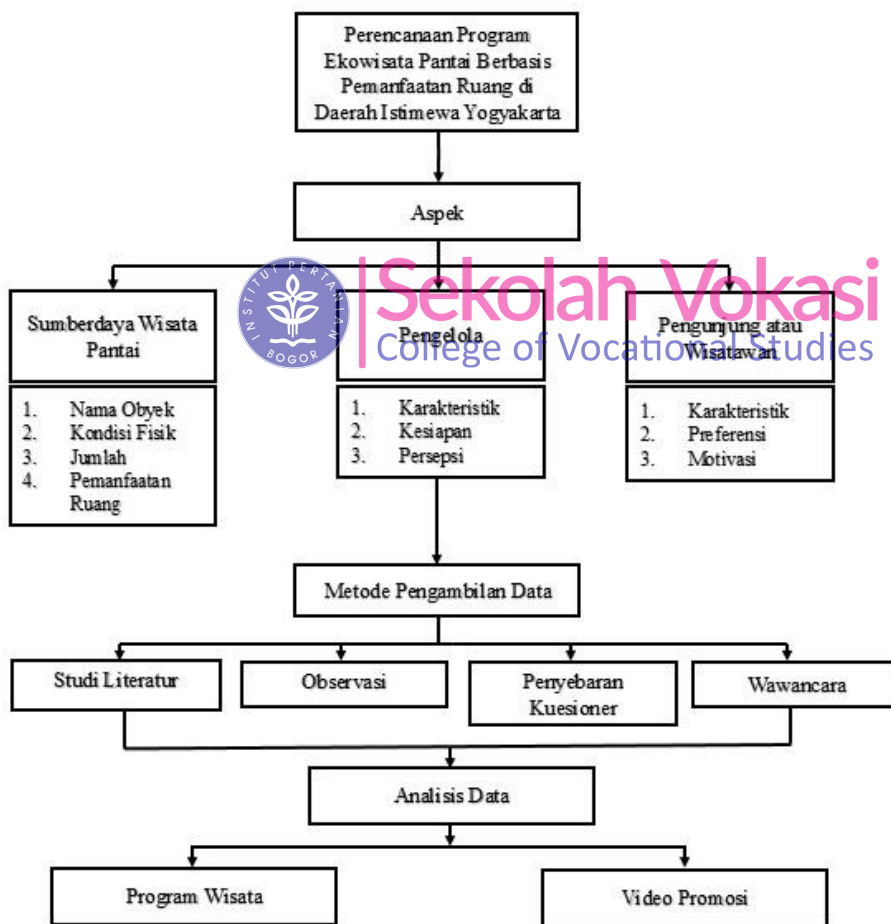 Perencanaan Program
Ekowisata Pantai Berbasis
Pemanfaatan Ruang di
Daerah Istimewa Yogyakarta
Aspek
INSTITUT PERTANIAN
BOGOR
Sekolah Vokasi
College of Vocational Studies
Sumberdaya Wisata
Pantai
Pengelola
Pengunjung atau
Wisatawan
1. Nama Obyek
2. Kondisi Fisik
3. Jumlah
4. Pemanfaatan
Ruang
1. Karakteristik
2. Kesiapan
3. Persepsi
1. Karakteristik
2. Preferensi
3. Motivasi
Metode Pengambilan Data
Studi Literatur
Observasi
Penyebaran
Kuesioner
Wawancara
Analisis Data
Program Wisata
Video Promosi